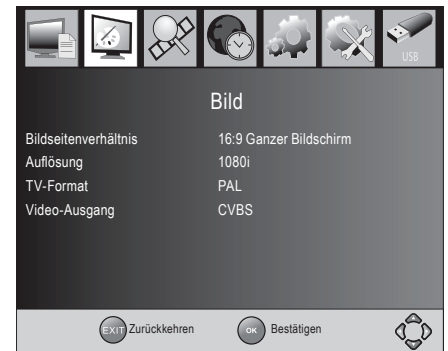 USB
Bild
Bildseitenverhältnis 16:9 Ganzer Bildschirm
Auflösung 1080i
TV-Format PAL
Video-Ausgang CVBS
EXIT Zurückkehren OK Bestätigen